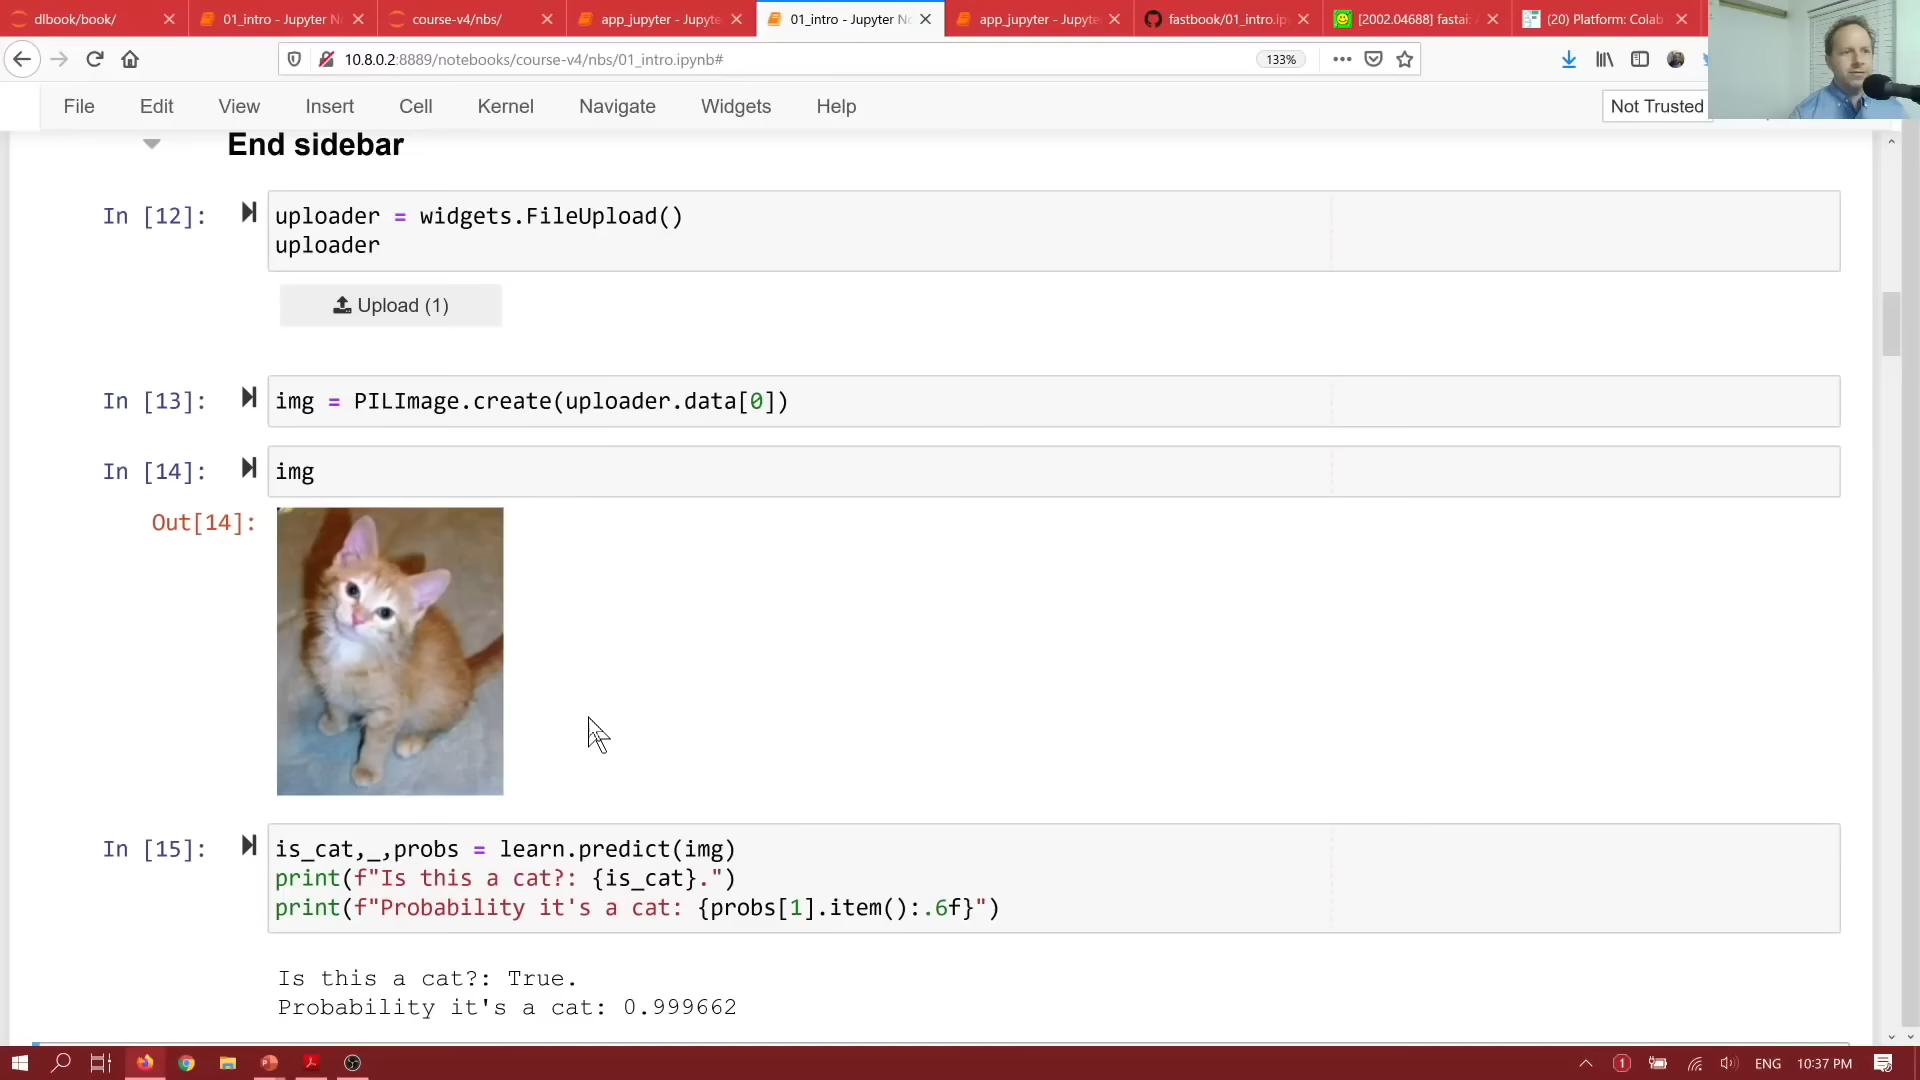 dlbook/book/
01_intro - Jupyter N
course-v4/nbs/
app_jupyter - Jupyte
01_intro - Jupyter No
app_jupyter - Jupyte
fastbook/01_intro.ip
[2002.04688] fastai:
(20) Platform: Colab
10.8.0.2:8889/notebooks/course-v4/nbs/01_intro.ipynb#
133%
File Edit View Insert Cell Kernel Navigate Widgets Help
Not Trusted
End sidebar
In [12]:
uploader = widgets.FileUpload()
uploader
Upload (1)
In [13]:
img = PILImage.create(uploader.data[0])
In [14]:
img
Out[14]:
In [15]:
is_cat,_,probs = learn.predict(img)
print(f"Is this a cat?: {is_cat}.")
print(f"Probability it's a cat: {probs[1].item():.6f}")
Is this a cat?: True.
Probability it's a cat: 0.999662
1
ENG
10:37 PM